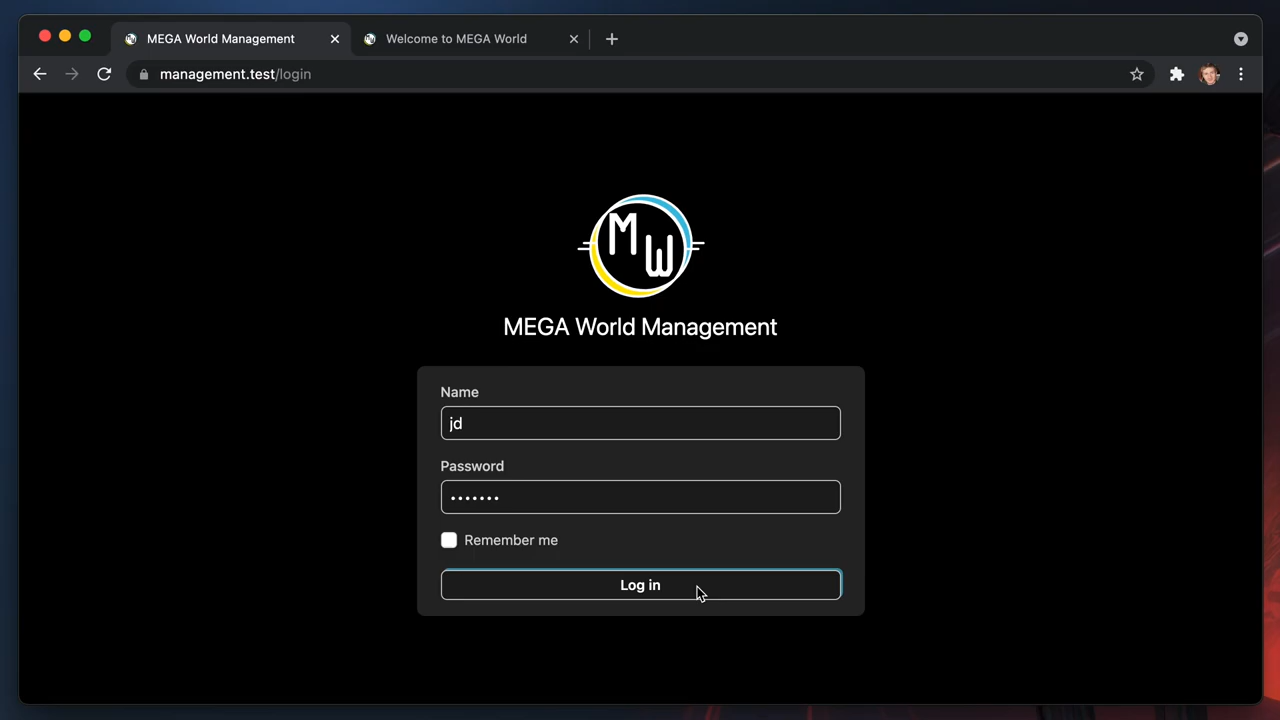 MEGA World Management
Welcome to MEGA World
management.test/login
MW
MEGA World Management
Name
jd
Password
•••••••
Remember me
Log in